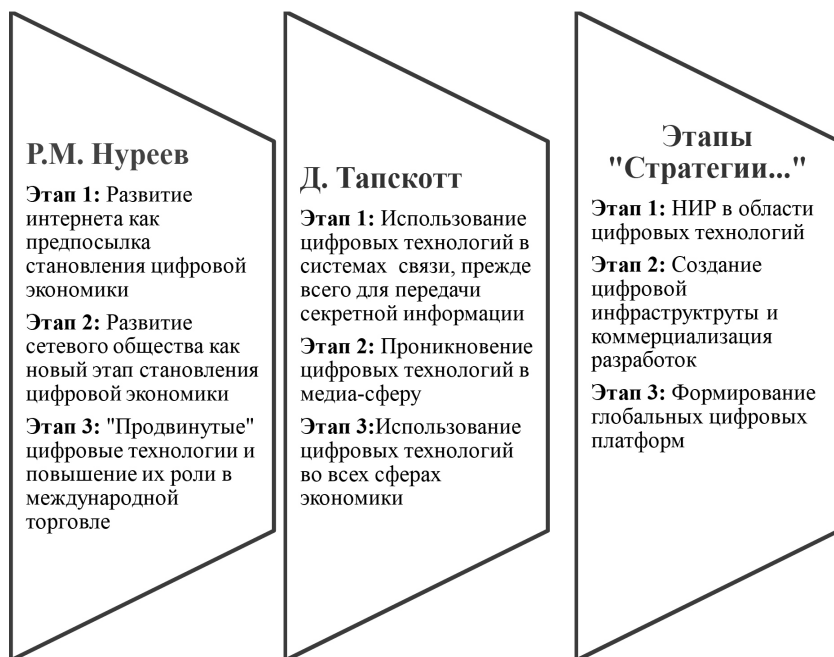 Р.М. Нуреев
Этап 1: Развитие
интернета как
предпосылка
становления цифровой
экономики
Этап 2: Развитие
сетевого общества как
новый этап становления
цифровой экономики
Этап 3: "Продвинутые"
цифровые технологии и
повышение их роли в
международной
торговле
Д. Тапскотт
Этап 1: Использование
цифровых технологий в
системах связи, прежде
всего для передачи
секретной информации
Этап 2: Проникновение
цифровых технологий в
медиа-сферу
Этап 3:Использование
цифровых технологий
во всех сферах
экономики
Этапы
"Стратегии..."
Этап 1: НИР в области
цифровых технологий
Этап 2: Создание
цифровой
инфраструктруты и
коммерциализация
разработок
Этап 3: Формирование
глобальных цифровых
платформ